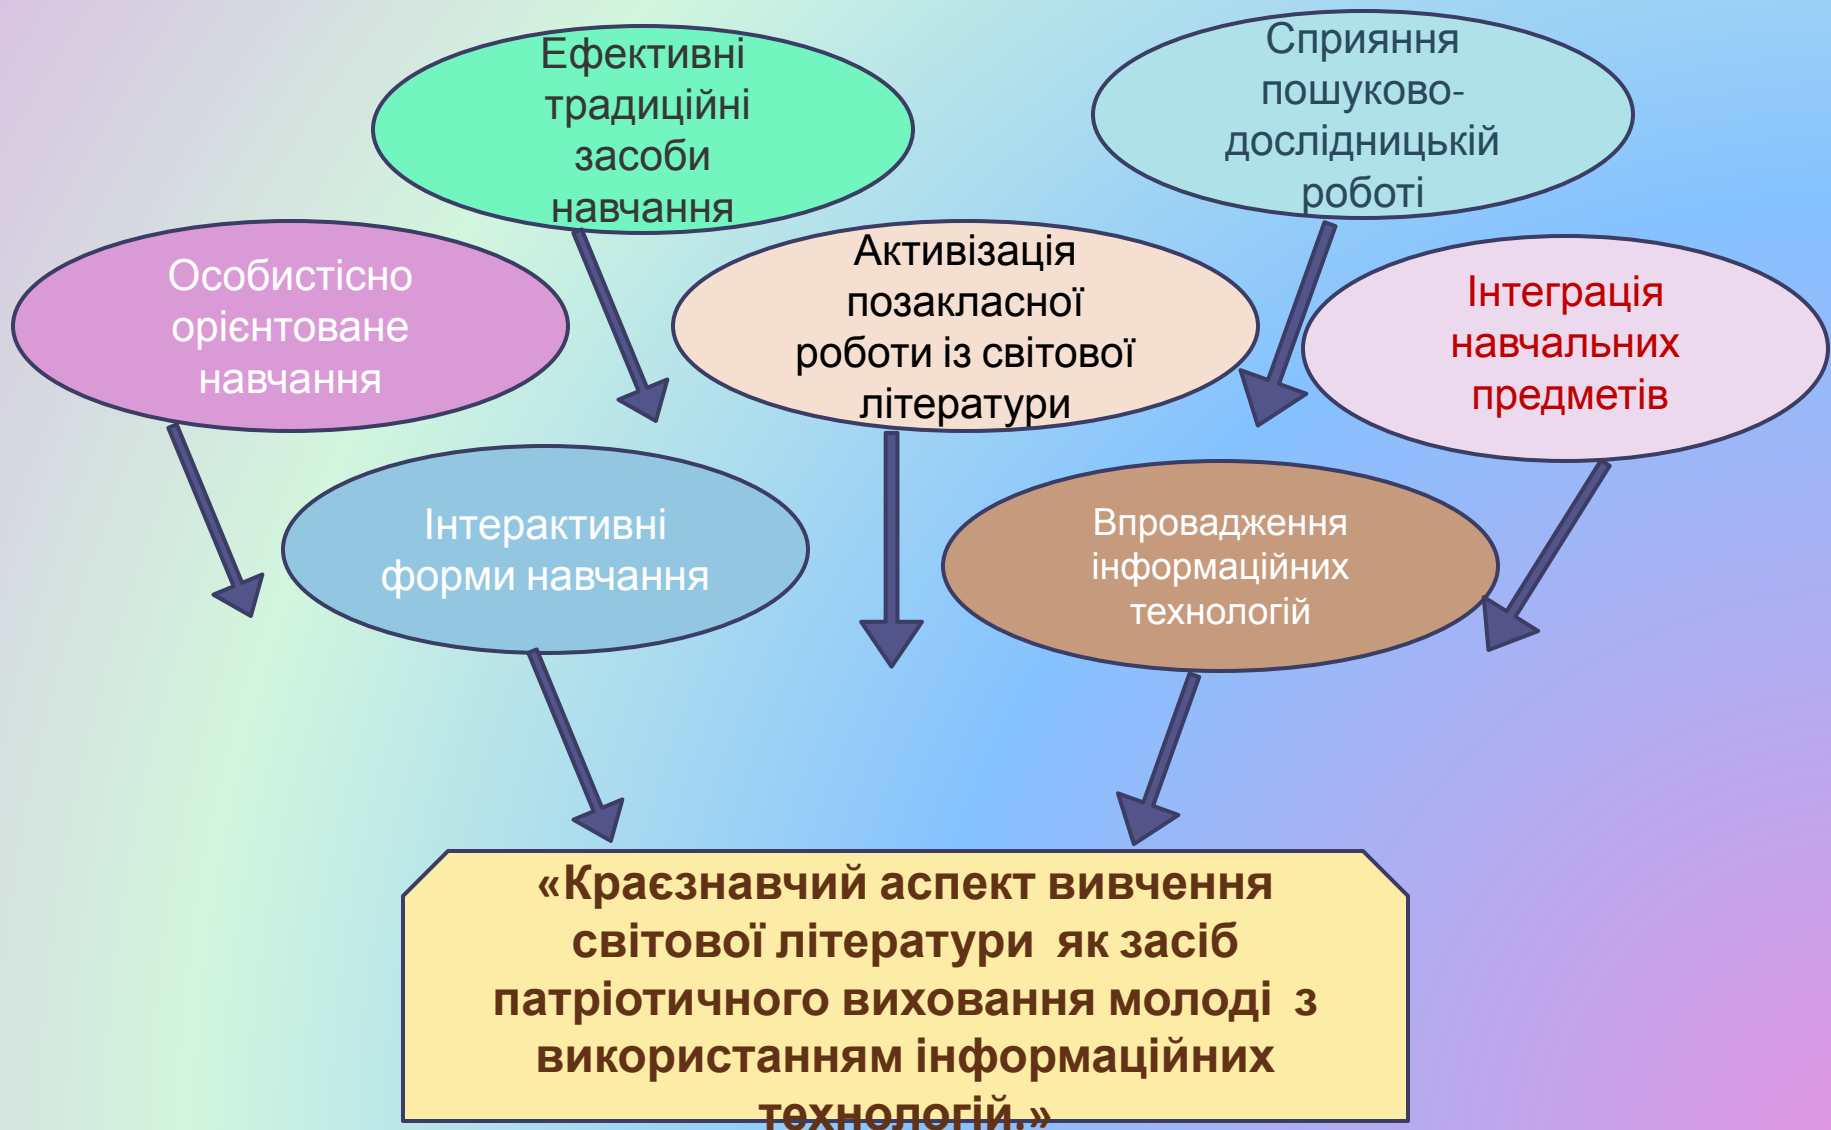 Ефективні
традиційні
засоби
навчання
Сприяння
пошуково-
дослідницькій
роботі
Особистісно
орієнтоване
навчання
Активізація
позакласної
роботи із світової
літератури
Інтеграція
навчальних
предметів
Інтерактивні
форми навчання
Впровадження
інформаційних
технологій
«Краєзнавчий аспект вивчення
світової літератури як засіб
патріотичного виховання молоді з
використанням інформаційних
технологій.»